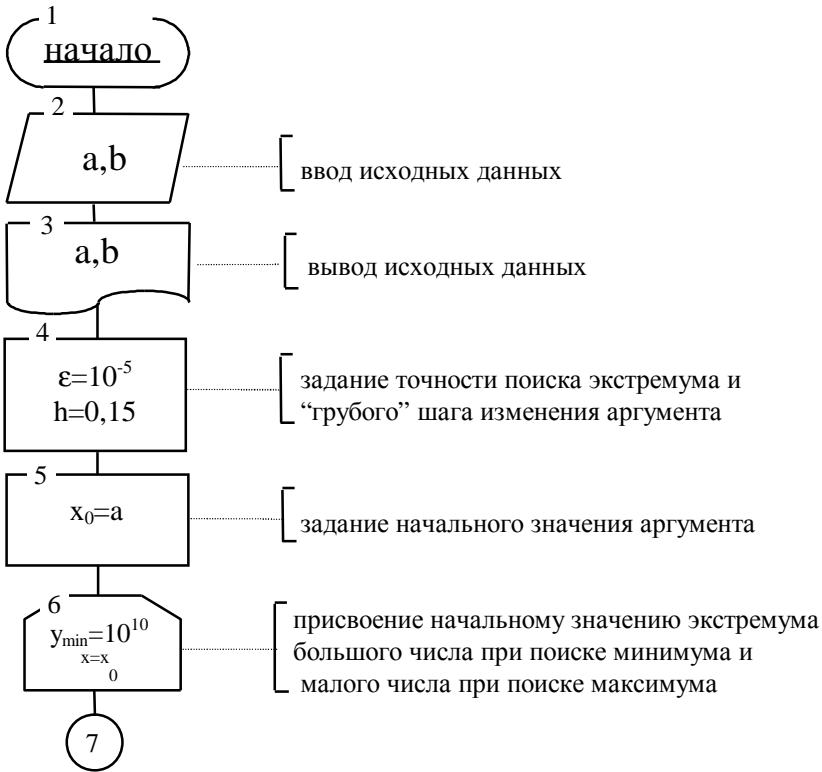 1
начало
2
a,b
ввод исходных данных
3
a,b
вывод исходных данных
4
ε=10⁻⁵
h=0,15
задание точности поиска экстремума и
“грубого” шага изменения аргумента
5
x₀=a
задание начального значения аргумента
6
yₘᵢₙ=10¹⁰
x=x₀
присвоение начальному значению экстремума
большого числа при поиске минимума и
малого числа при поиске максимума
7